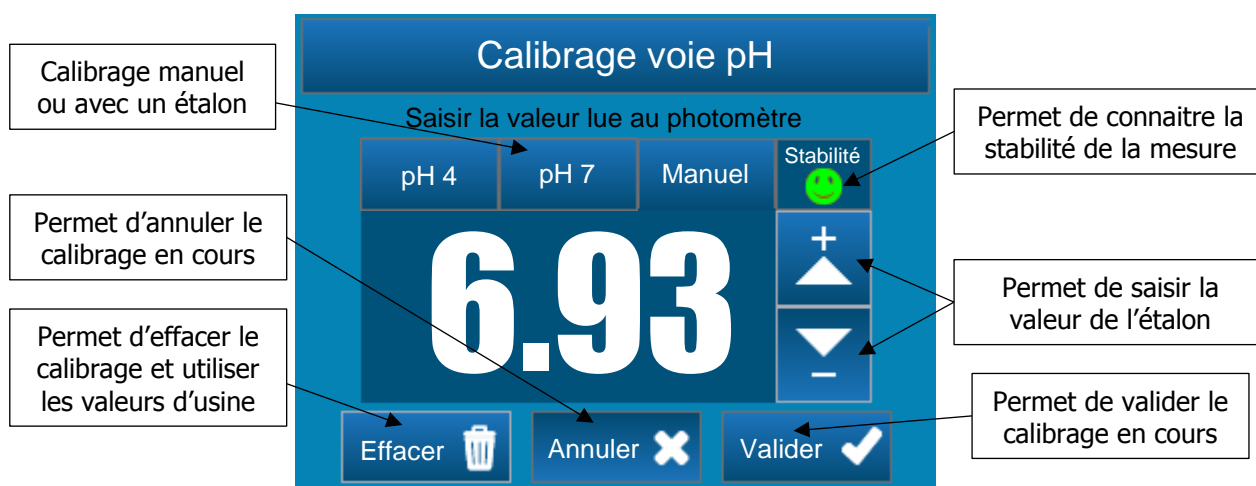 Calibrage voie pH
Calibrage manuel
ou avec un étalon
Saisir la valeur lue au photomètre
Permet de connaitre la
stabilité de la mesure
pH 4
pH 7
Manuel
Stabilité
Permet d’annuler le
calibrage en cours
+
6.93
Permet de saisir la
valeur de l’étalon
Permet d’effacer le
calibrage et utiliser
les valeurs d’usine
–
Permet de valider le
calibrage en cours
Effacer
Annuler
Valider